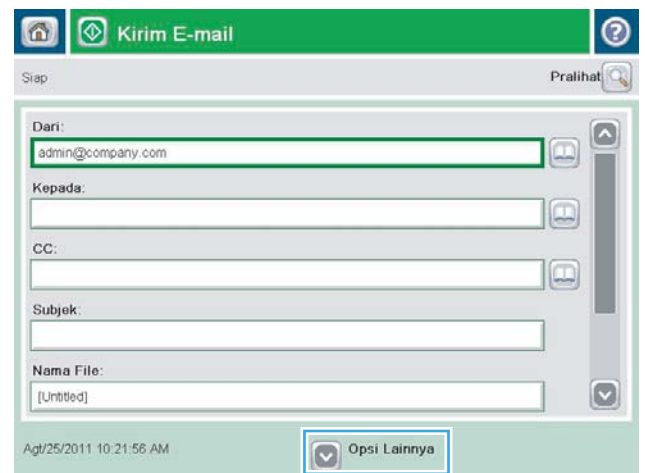 Kirim E-mail
?
Siap
Pralihat
Dari:
admin@company.com
Kepada:
CC:
Subjek:
Nama File:
[Untitled]
Agt/25/2011 10:21:56 AM
Opsi Lainnya